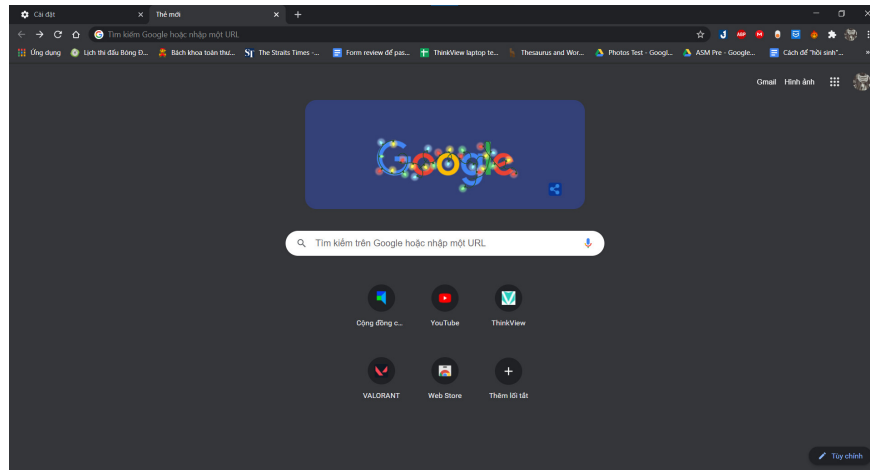 Cài đặt
Thẻ mới
Tìm kiếm Google hoặc nhập một URL
Ứng dụng
Lịch thi đấu Bóng Đ...
Bách khoa toàn thư...
The Straits Times -...
Form review để pas...
ThinkView laptop te...
Thesaurus and Wor...
Photos Test - Googl...
ASM Pre - Google...
Cách để "hồi sinh"...
Gmail
Hình ảnh
Google
Tìm kiếm trên Google hoặc nhập một URL
Cộng đồng c...
YouTube
ThinkView
VALORANT
Web Store
Thêm lối tắt
Tùy chỉnh